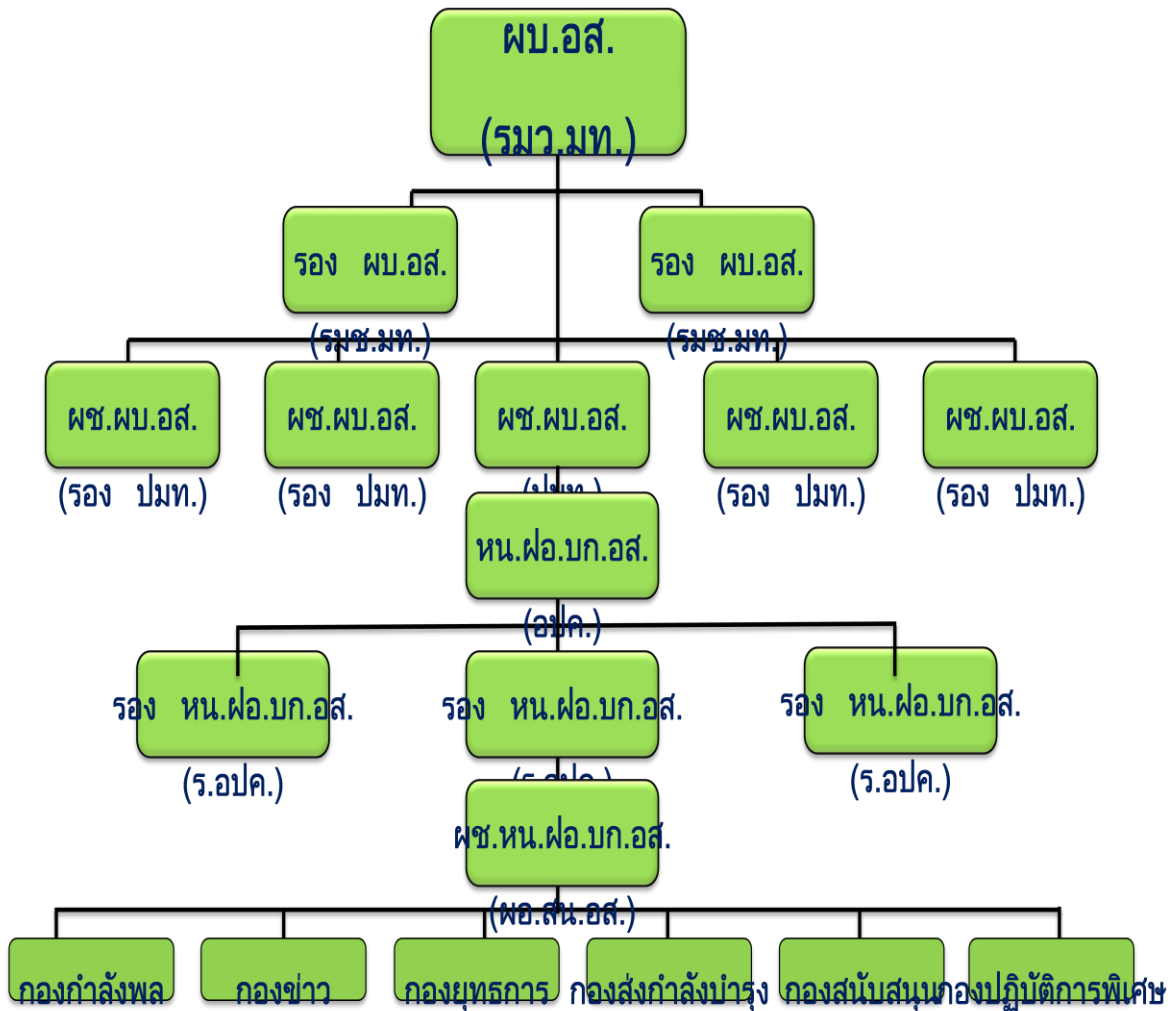 ผบ.อส.
(รมว.มท.)
รอง ผบ.อส.
(รมช.มท.)
รอง ผบ.อส.
(รมช.มท.)
ผช.ผบ.อส.
(รอง ปมท.)
ผช.ผบ.อส.
(รอง ปมท.)
ผช.ผบ.อส.
(ปมท.)
ผช.ผบ.อส.
(รอง ปมท.)
ผช.ผบ.อส.
(รอง ปมท.)
หน.ฝอ.บก.อส.
(อปค.)
รอง หน.ฝอ.บก.อส.
(ร.อปค.)
รอง หน.ฝอ.บก.อส.
(ร.อปค.)
รอง หน.ฝอ.บก.อส.
(ร.อปค.)
ผช.หน.ฝอ.บก.อส.
(ผอ.สน.อส.)
กองกำลังพล
กองข่าว
กองยุทธการ
กองส่งกำลังบำรุง
กองสนับสนุน
กองปฏิบัติการพิเศษ